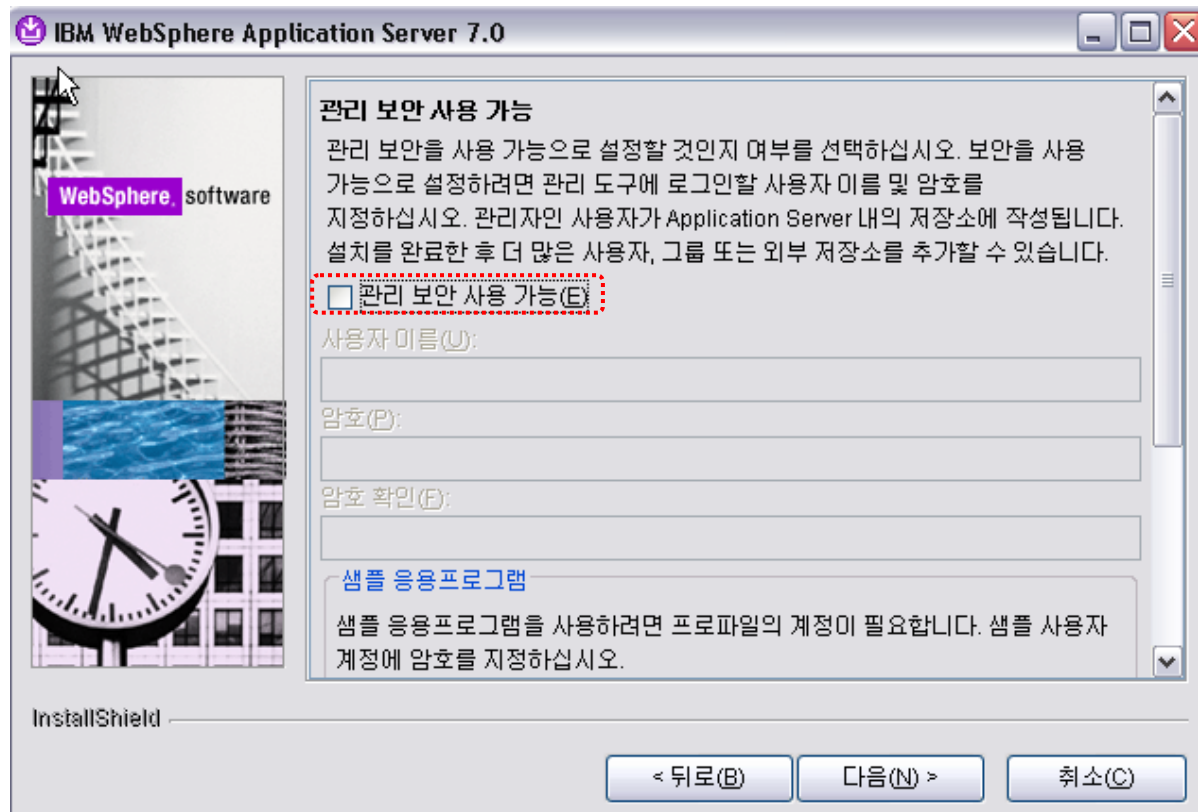 IBM WebSphere Application Server 7.0
WebSphere. software
관리 보안 사용 가능
관리 보안을 사용 가능으로 설정할 것인지 여부를 선택하십시오. 보안을 사용
가능으로 설정하려면 관리 도구에 로그인할 사용자 이름 및 암호를
지정하십시오. 관리자인 사용자가 Application Server 내의 저장소에 작성됩니다.
설치를 완료한 후 더 많은 사용자, 그룹 또는 외부 저장소를 추가할 수 있습니다.
관리 보안 사용 가능(E)
사용자 이름(U):
암호(P):
암호 확인(F):
샘플 응용프로그램
샘플 응용프로그램을 사용하려면 프로파일의 계정이 필요합니다. 샘플 사용자
계정에 암호를 지정하십시오.
InstallShield
< 뒤로(B) 다음(N) > 취소(C)